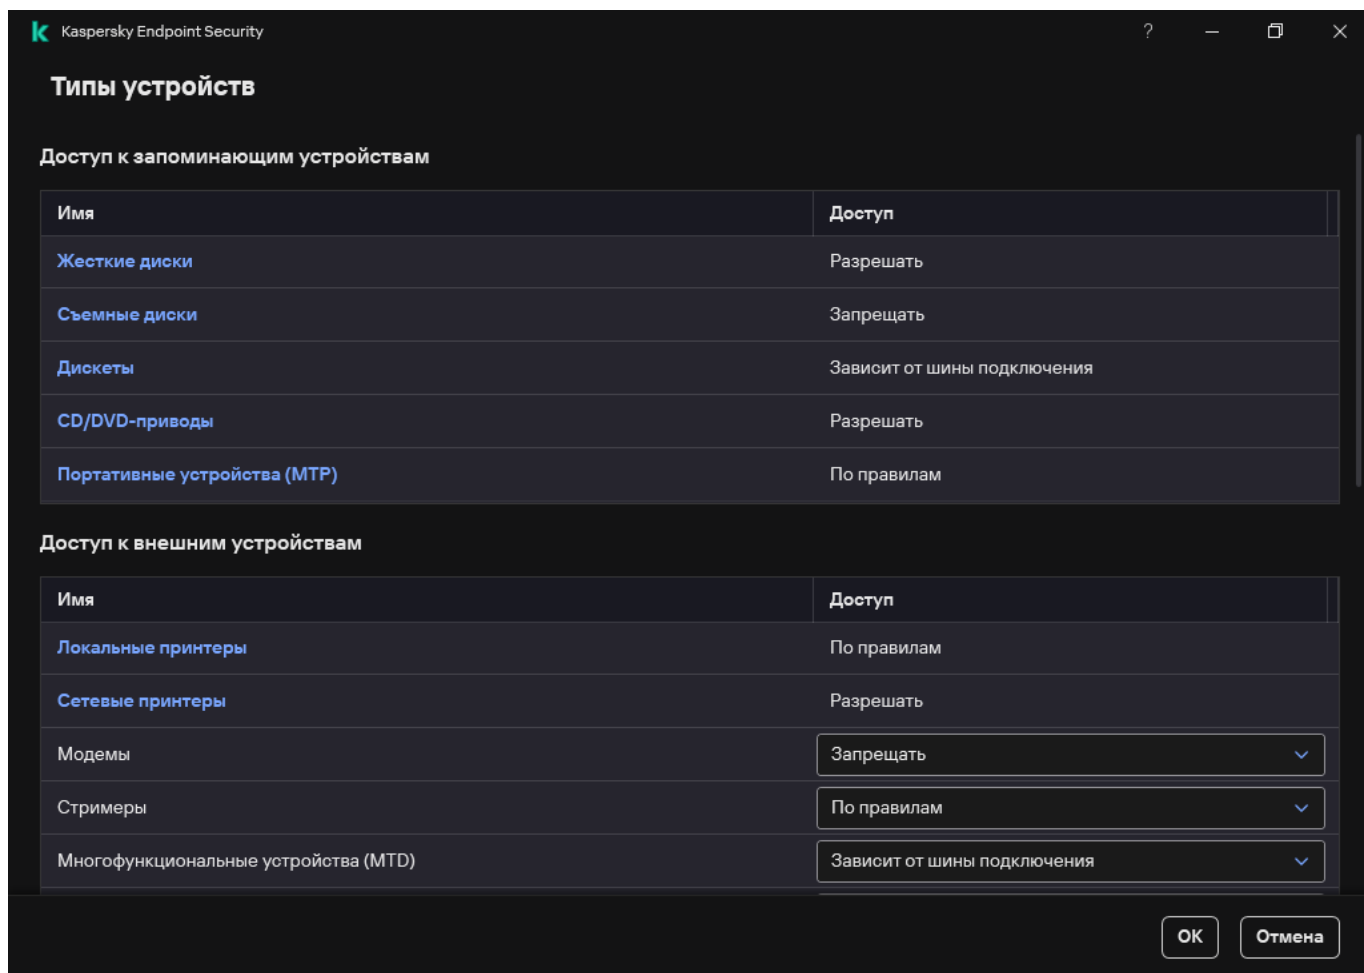 Kaspersky Endpoint Security
?
Типы устройств
Доступ к запоминающим устройствам
Имя Доступ
Жесткие диски Разрешать
Съемные диски Запрещать
Дискеты Зависит от шины подключения
CD/DVD-приводы Разрешать
Портативные устройства (MTP) По правилам
Доступ к внешним устройствам
Имя Доступ
Локальные принтеры По правилам
Сетевые принтеры Разрешать
Модемы Запрещать
Стримеры По правилам
Многофункциональные устройства (MTD) Зависит от шины подключения
ОК Отмена